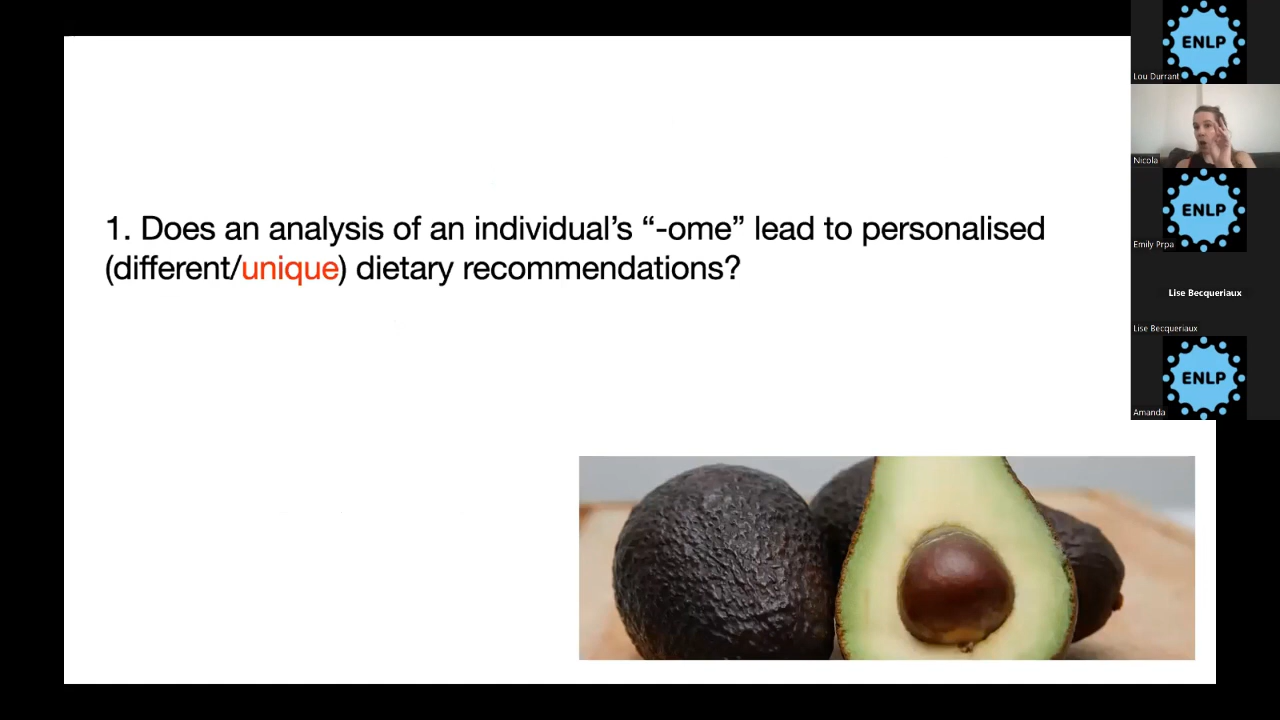 1. Does an analysis of an individual’s “-ome” lead to personalised
(different/unique) dietary recommendations?
ENLP
Lou Durrant
Nicola
ENLP
Emily Prpa
Lise Becqueriaux
Lise Becqueriaux
ENLP
Amanda